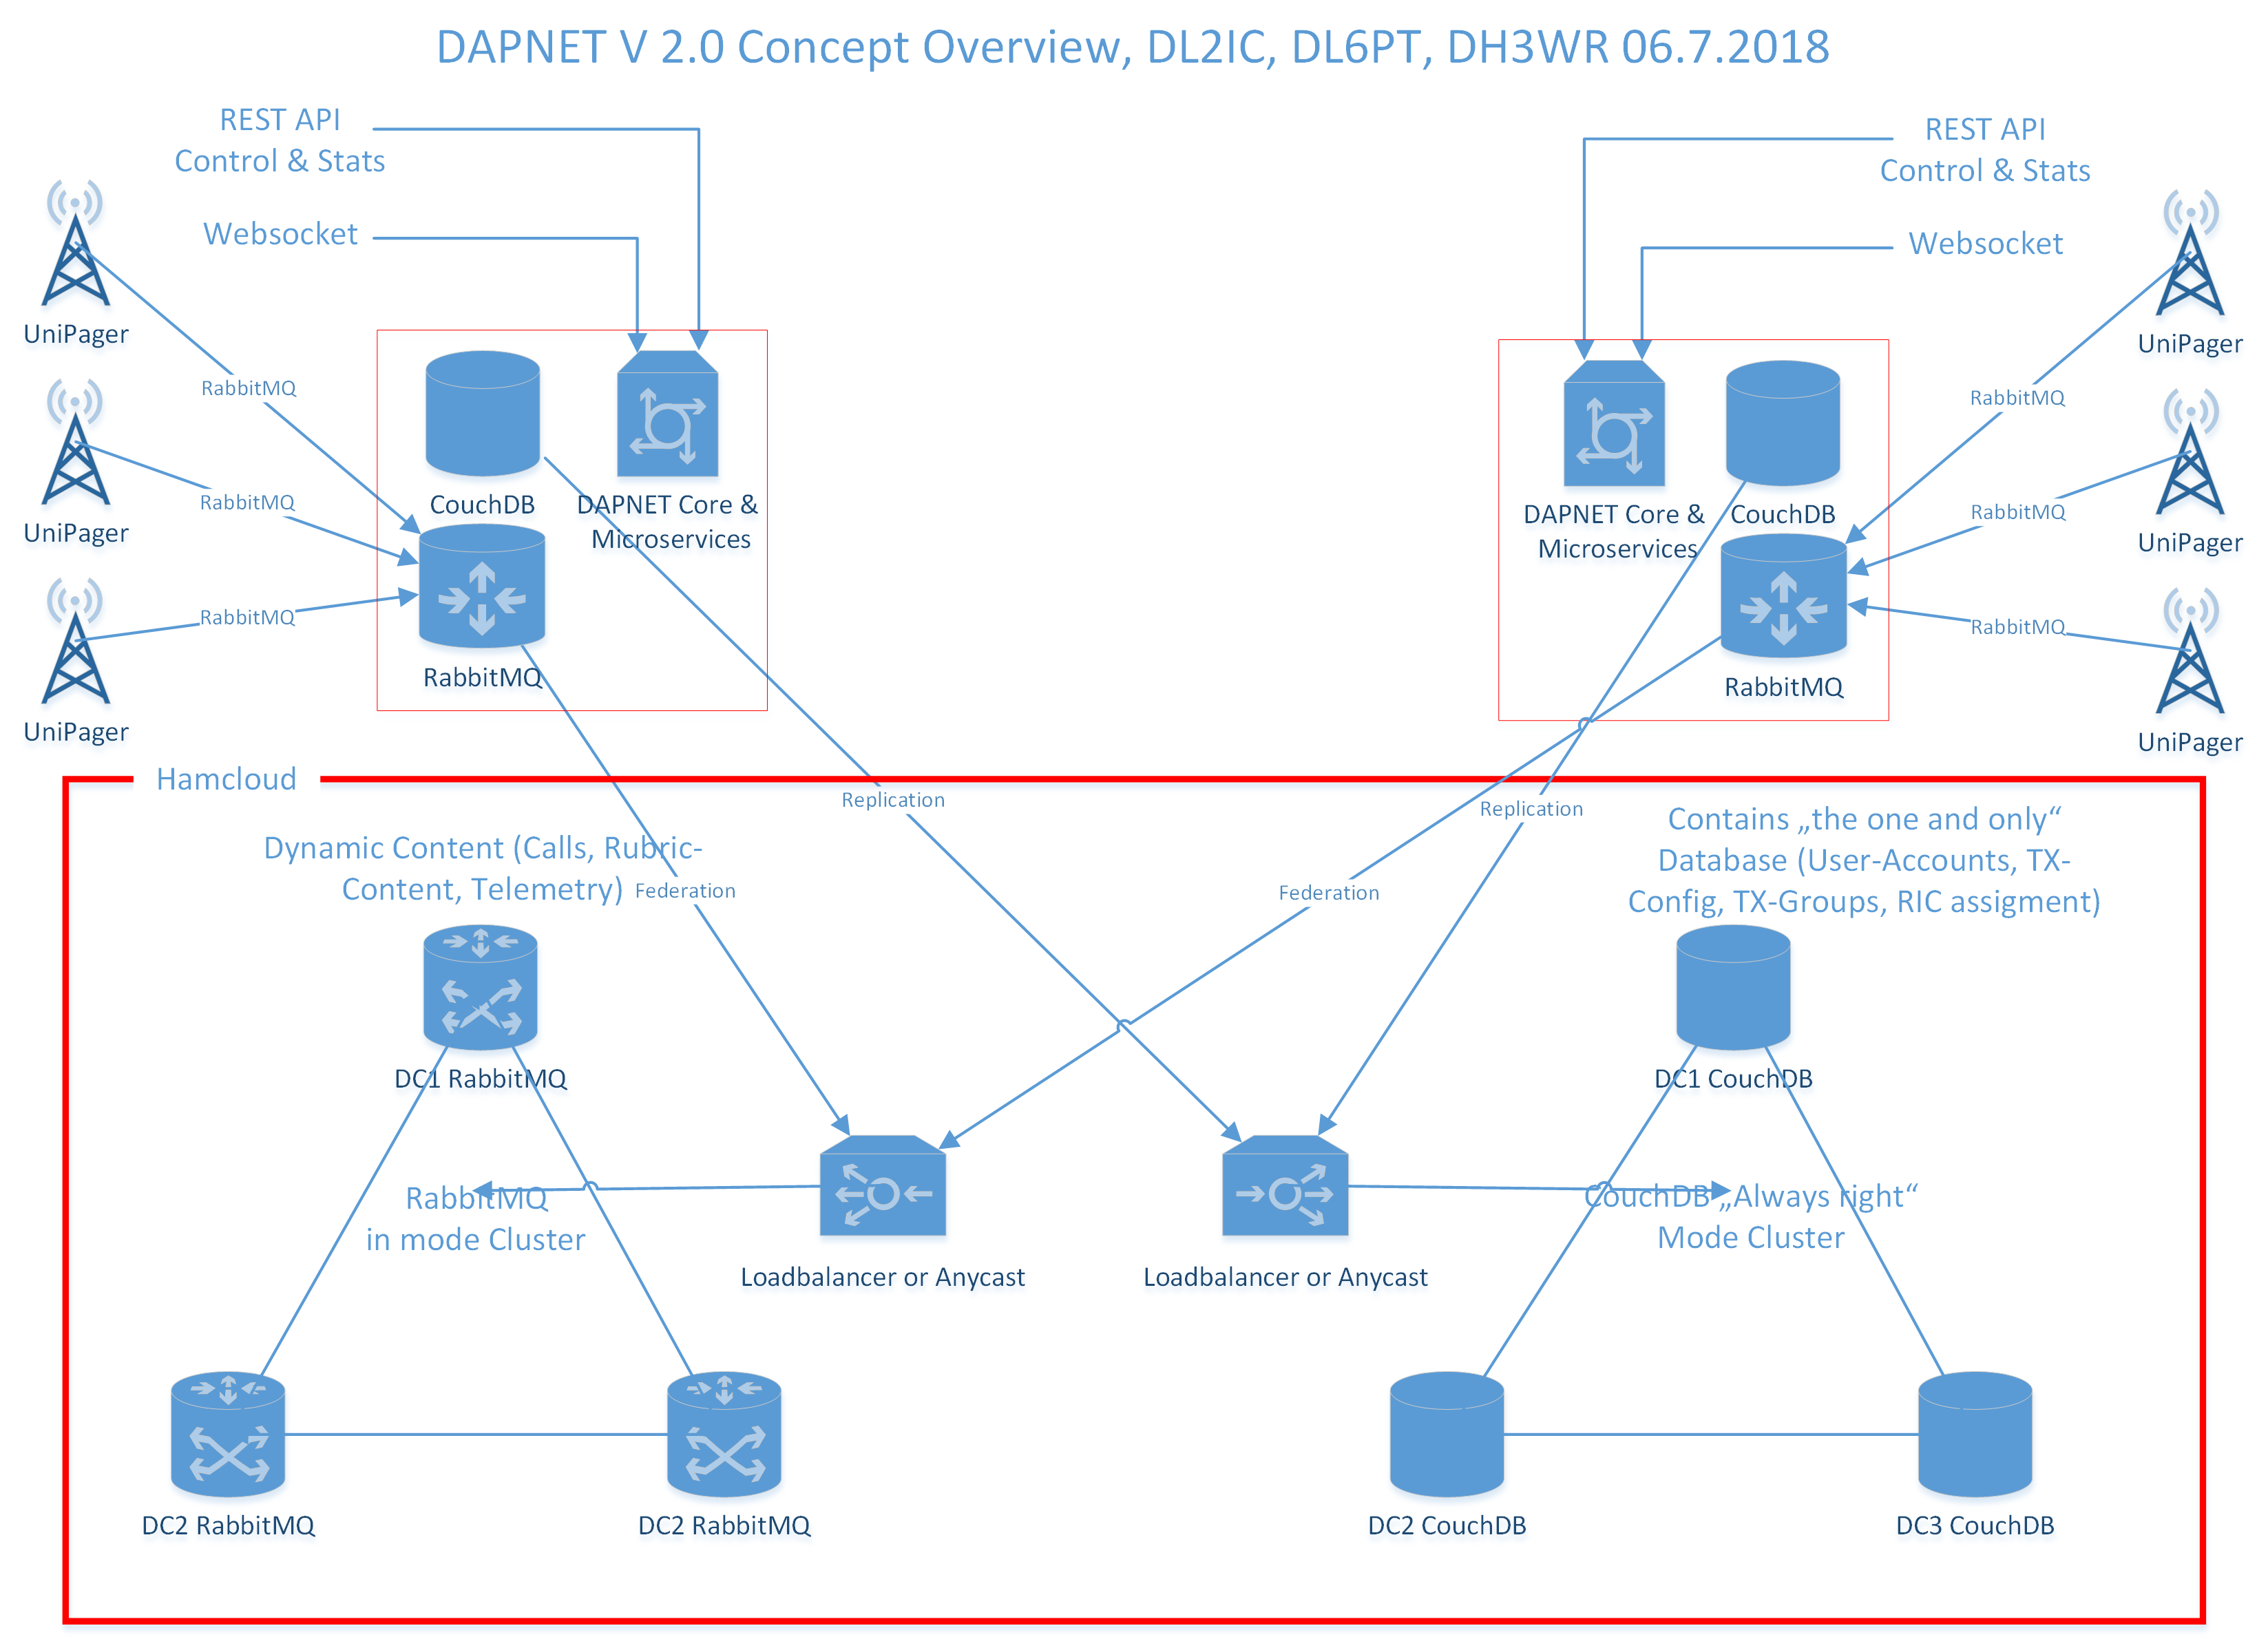 DAPNET V 2.0 Concept Overview, DL2IC, DL6PT, DH3WR 06.7.2018
REST API
Control & Stats
Websocket
UniPager
UniPager
UniPager
RabbitMQ
RabbitMQ
RabbitMQ
CouchDB
DAPNET Core &
Microservices
RabbitMQ
REST API
Control & Stats
Websocket
DAPNET Core &
Microservices
CouchDB
RabbitMQ
RabbitMQ
RabbitMQ
RabbitMQ
UniPager
UniPager
UniPager
Hamcloud
Replication
Replication
Federation
Federation
Dynamic Content (Calls, Rubric-
Content, Telemetry)
Contains „the one and only“
Database (User-Accounts, TX-
Config, TX-Groups, RIC assigment)
DC1 RabbitMQ
RabbitMQ
in mode Cluster
DC2 RabbitMQ
DC2 RabbitMQ
Loadbalancer or Anycast
Loadbalancer or Anycast
DC1 CouchDB
CouchDB „Always right“
Mode Cluster
DC2 CouchDB
DC3 CouchDB